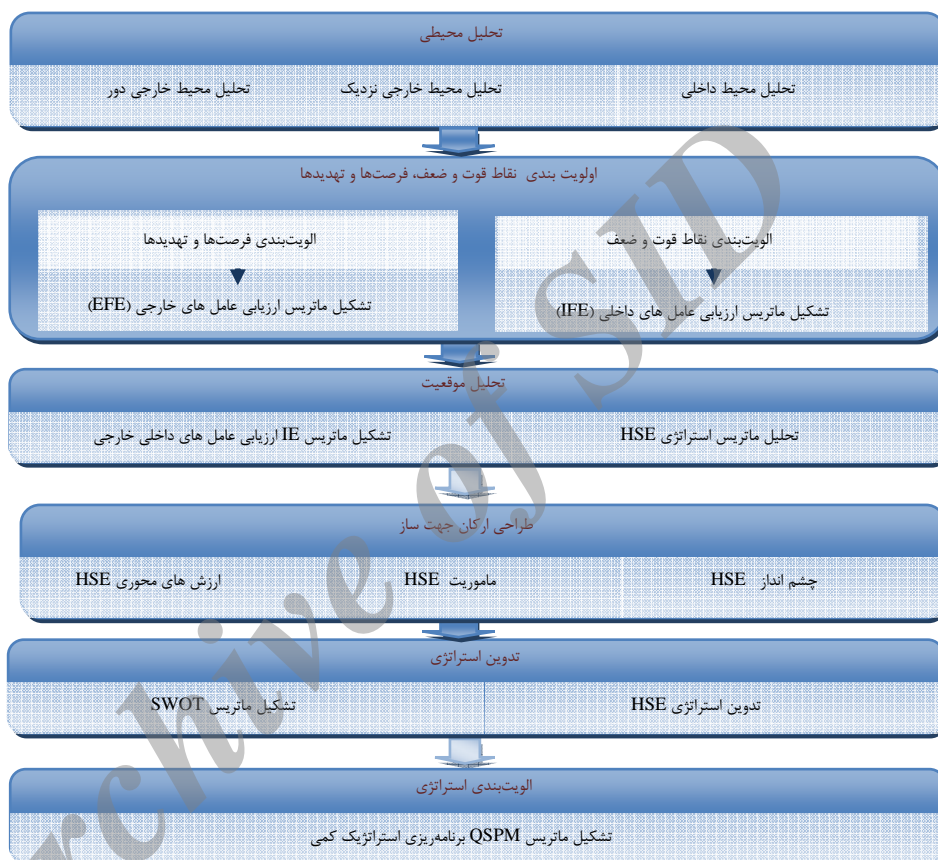 تحلیل محیطی
تحلیل محیط داخلی
تحلیل محیط خارجی نزدیک
تحلیل محیط خارجی دور
اولویت بندی نقاط قوت و ضعف، فرصت‌ها و تهدیدها
الویت‌بندی نقاط قوت و ضعف
تشکیل ماتریس ارزیابی عامل های داخلی (IFE)
الویت‌بندی فرصت‌ها و تهدیدها
تشکیل ماتریس ارزیابی عامل های خارجی (EFE)
تحلیل موقعیت
تحلیل ماتریس استراتژی HSE
تشکیل ماتریس IE ارزیابی عامل های داخلی خارجی
طراحی ارکان جهت ساز
چشم انداز HSE
ماموریت HSE
ارزش های محوری HSE
تدوین استراتژی
تدوین استراتژی HSE
تشکیل ماتریس SWOT
الویت‌بندی استراتژی
تشکیل ماتریس QSPM برنامه‌ریزی استراتژیک کمی
Archive of SID